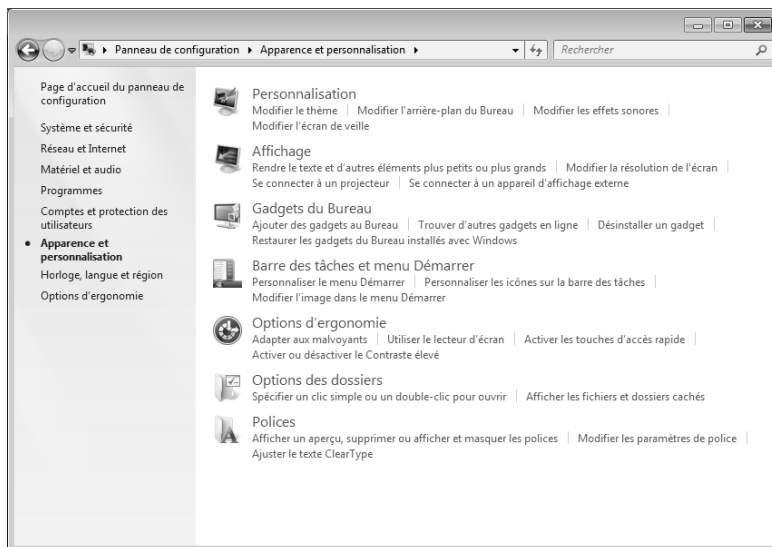 Panneau de configuration Apparence et personnalisation
Rechercher
Page d'accueil du panneau de
configuration
Système et sécurité
Réseau et Internet
Matériel et audio
Programmes
Comptes et protection des
utilisateurs
Apparence et
personnalisation
Horloge, langue et région
Options d'ergonomie
Personnalisation
Modifier le thème Modifier l'arrière-plan du Bureau Modifier les effets sonores
Modifier l'écran de veille
Affichage
Rendre le texte et d'autres éléments plus petits ou plus grands Modifier la résolution de l'écran
Se connecter à un projecteur Se connecter à un appareil d'affichage externe
Gadgets du Bureau
Ajouter des gadgets au Bureau Trouver d'autres gadgets en ligne Désinstaller un gadget
Restaurer les gadgets du Bureau installés avec Windows
Barre des tâches et menu Démarrer
Personnaliser le menu Démarrer Personnaliser les icônes sur la barre des tâches
Modifier l'image dans le menu Démarrer
Options d'ergonomie
Adapter aux malvoyants Utiliser le lecteur d'écran Activer les touches d'accès rapide
Activer ou désactiver le Contraste élevé
Options des dossiers
Spécifier un clic simple ou un double-clic pour ouvrir Afficher les fichiers et dossiers cachés
Polices
Afficher un aperçu, supprimer ou afficher et masquer les polices Modifier les paramètres de police
Ajuster le texte ClearType